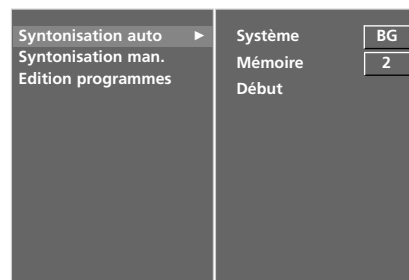 Syntonisation auto ►
Syntonisation man.
Edition programmes
Système BG
Mémoire 2
Début